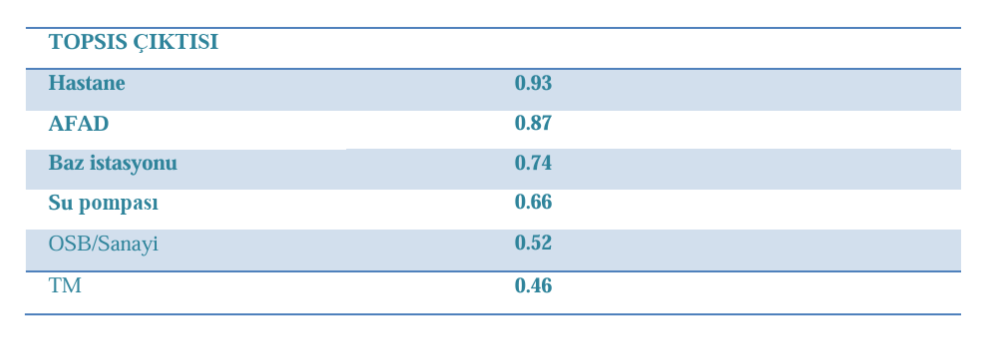 TOPSIS ÇIKTISI
Hastane 0.93
AFAD 0.87
Baz istasyonu 0.74
Su pompası 0.66
OSB/Sanayi 0.52
TM 0.46